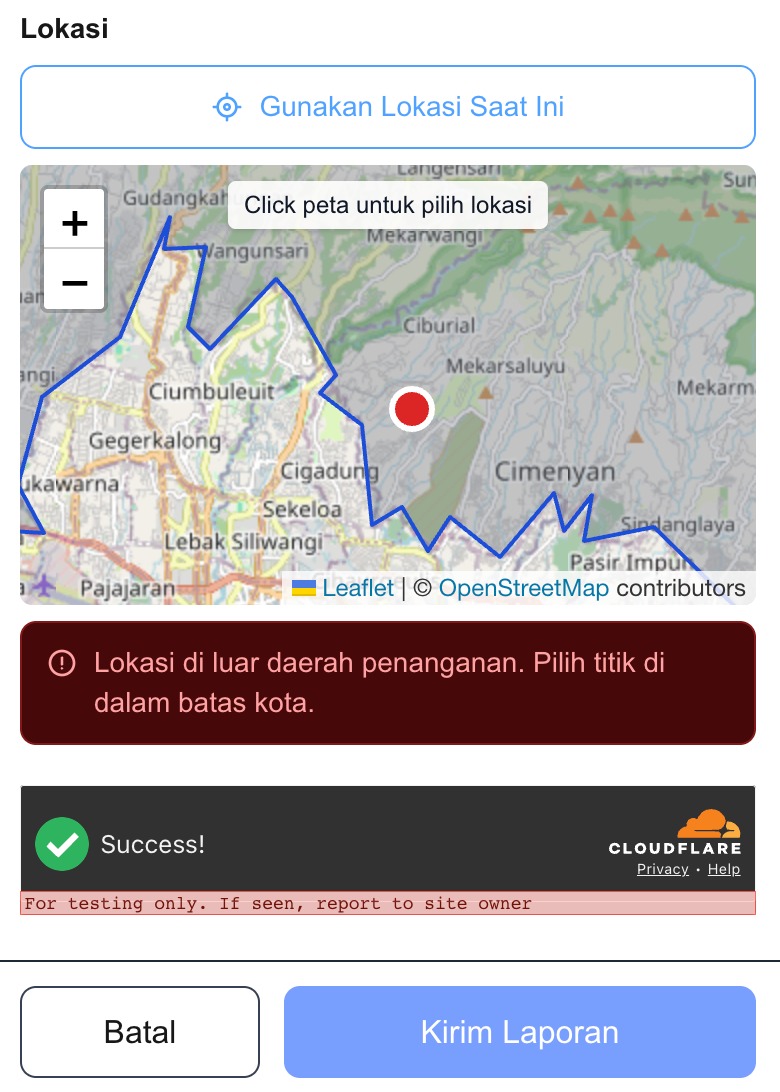 Lokasi
Gunakan Lokasi Saat Ini
Langensari
Gudangkah
Click peta untuk pilih lokasi
Mekarwangi
Wangunsari
+
−
Ciburial
Mekarsaluyu
Ciumbuleuit
Mekarm
Gegerkalong
Cigadung
Cimenyan
ukawarna
Sekeloa
Sindanglaya
Lebak Siliwangi
Pasir Impun
Pajajaran
Leaflet | © OpenStreetMap contributors
Lokasi di luar daerah penanganan. Pilih titik di
dalam batas kota.
Success!
CLOUDFLARE
Privacy • Help
For testing only. If seen, report to site owner
Batal
Kirim Laporan